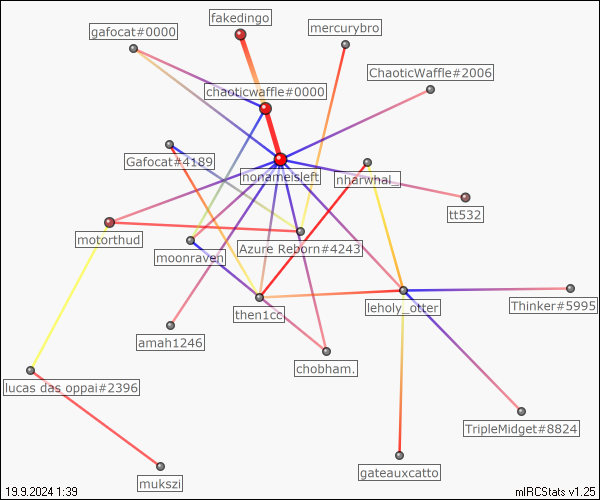 fakedingo
gafocat#0000
mercurybro
ChaoticWaffle#2006
chaoticwaffle#0000
Gafocat#4189
nonameisleft
nharwhal_
tt532
motorthud
Azure Reborn#4243
moonraven
then1cc
leholy_otter
Thinker#5995
amah1246
chobham.
lucas das oppai#2396
TripleMidget#8824
gateauxcatto
mukszi
19.9.2024 1:39
mIRCStats v1.25